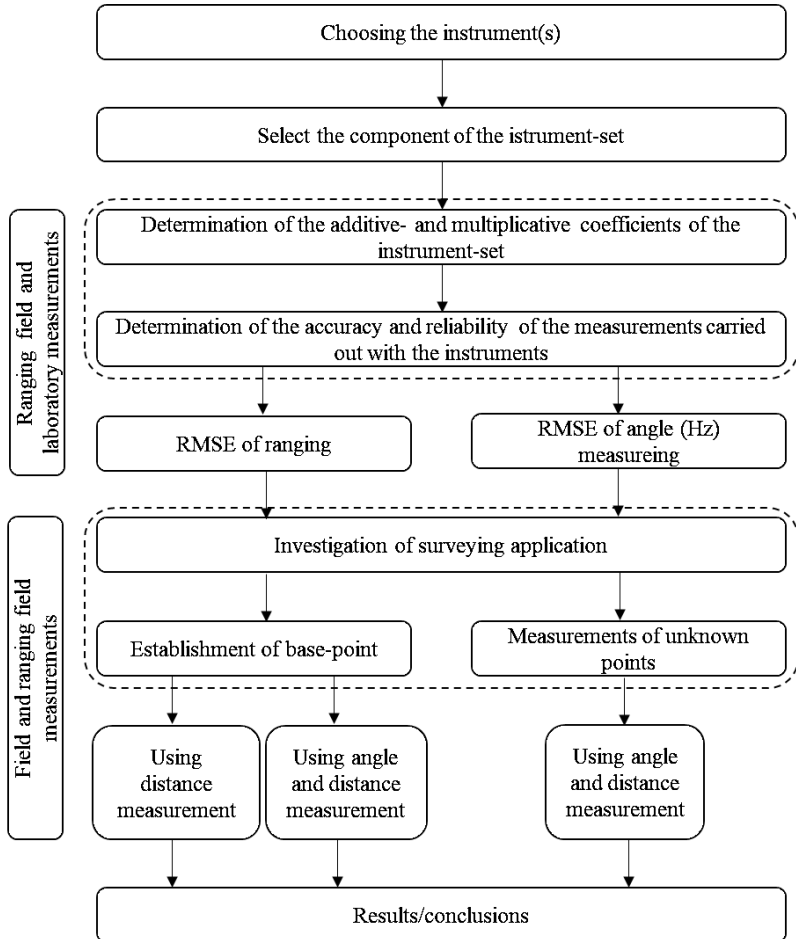 Choosing the instrument(s)
Select the component of the istrument-set
Ranging field and
laboratory measurements
Determination of the additive- and multiplicative coefficients of the
instrument-set
Determination of the accuracy and reliability of the measurements carried
out with the instruments
RMSE of ranging
RMSE of angle (Hz)
measureing
Field and ranging field
measurements
Investigation of surveying application
Establishment of base-point
Measurements of unknown
points
Using
distance
measurement
Using angle
and distance
measurement
Using angle
and distance
measurement
Results/conclusions